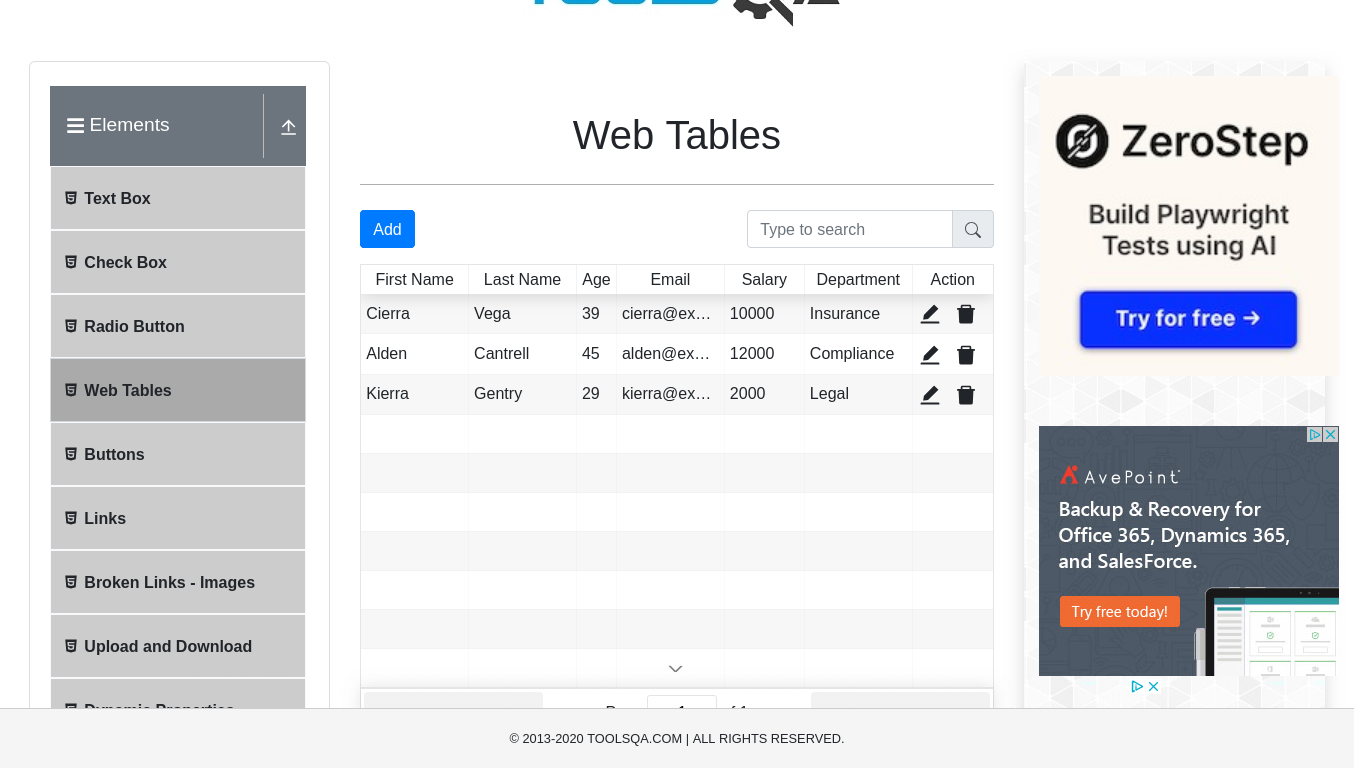 TOOLSQA
Elements
Text Box
Check Box
Radio Button
Web Tables
Buttons
Links
Broken Links - Images
Upload and Download
Web Tables
Add
Type to search
First Name Last Name Age Email Salary Department Action
Cierra Vega 39 cierra@ex… 10000 Insurance
Alden Cantrell 45 alden@ex… 12000 Compliance
Kierra Gentry 29 kierra@ex… 2000 Legal
ZeroStep
Build Playwright
Tests using AI
Try for free →
AvePoint
Backup & Recovery for
Office 365, Dynamics 365,
and SalesForce.
Try free today!
© 2013-2020 TOOLSQA.COM | ALL RIGHTS RESERVED.